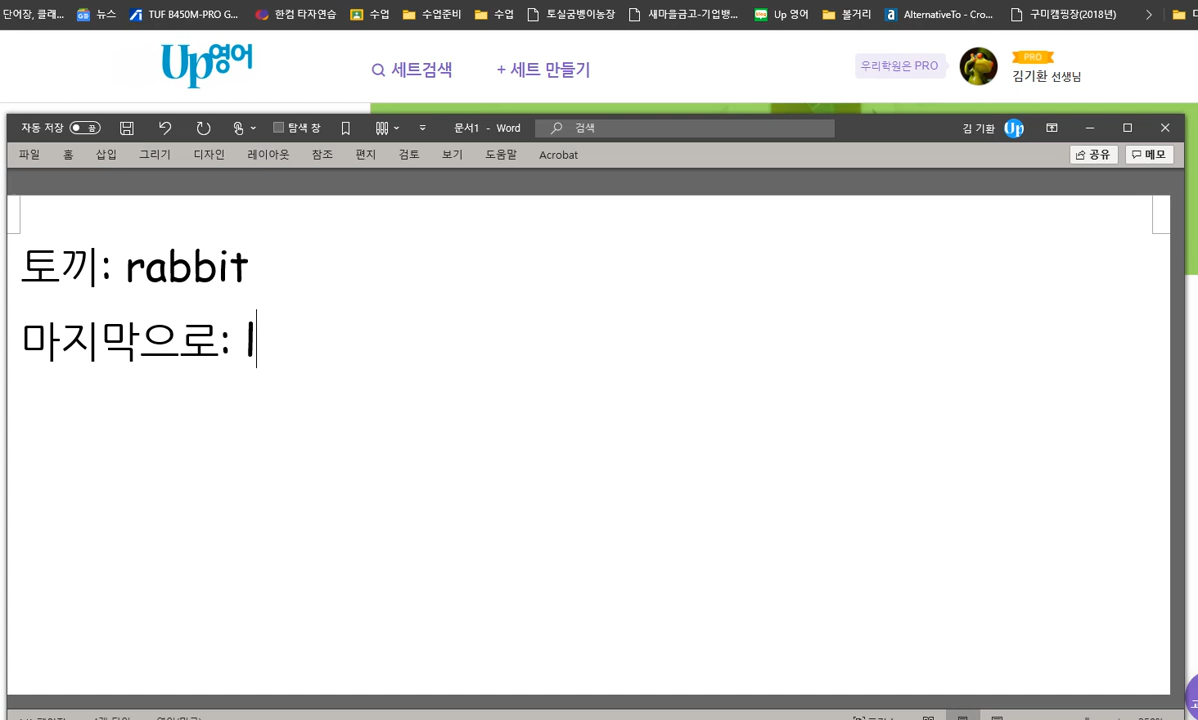 단어장, 클래... 뉴스 TUF B450M-PRO G... 한컴 타자연습 수업 수업준비 수업 토실굼벵이농장 새마을금고-기업뱅... Up 영어 볼거리 AlternativeTo - Cro... 구미캠핑장(2018년)
Up영어 세트검색 + 세트 만들기 우리학원은 PRO PRO
김기환 선생님
자동 저장 끔 탐색 창 문서1 - Word 검색 김 기환 Up
파일 홈 삽입 그리기 디자인 레이아웃 참조 편지 검토 보기 도움말 Acrobat 공유 메모
토끼: rabbit
마지막으로: l